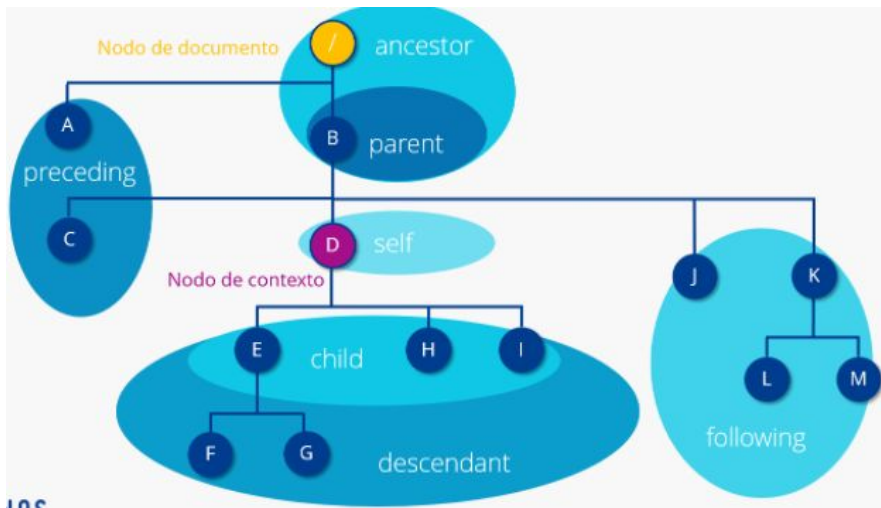 Nodo de documento
/
ancestor
A
B
parent
preceding
C
D
self
J
K
Nodo de contexto
E
child
H
I
L
M
F
G
descendant
following